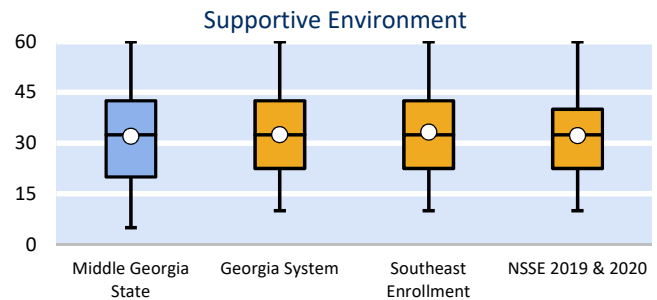 Supportive Environment
60
45
30
15
0
Middle Georgia
State
Georgia System
Southeast
Enrollment
NSSE 2019 & 2020